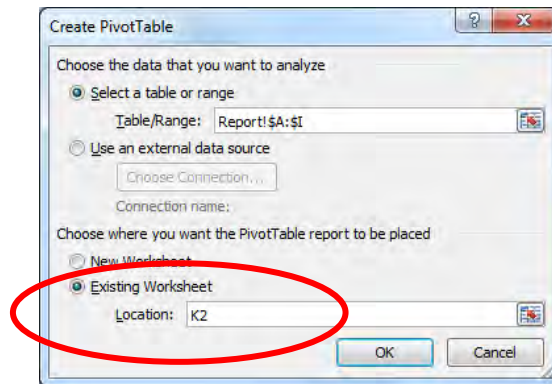 Create PivotTable
Choose the data that you want to analyze
Select a table or range
Table/Range: Report!$A:$I
Use an external data source
Choose Connection...
Connection name:
Choose where you want the PivotTable report to be placed
New Worksheet
Existing Worksheet
Location: K2
OK Cancel